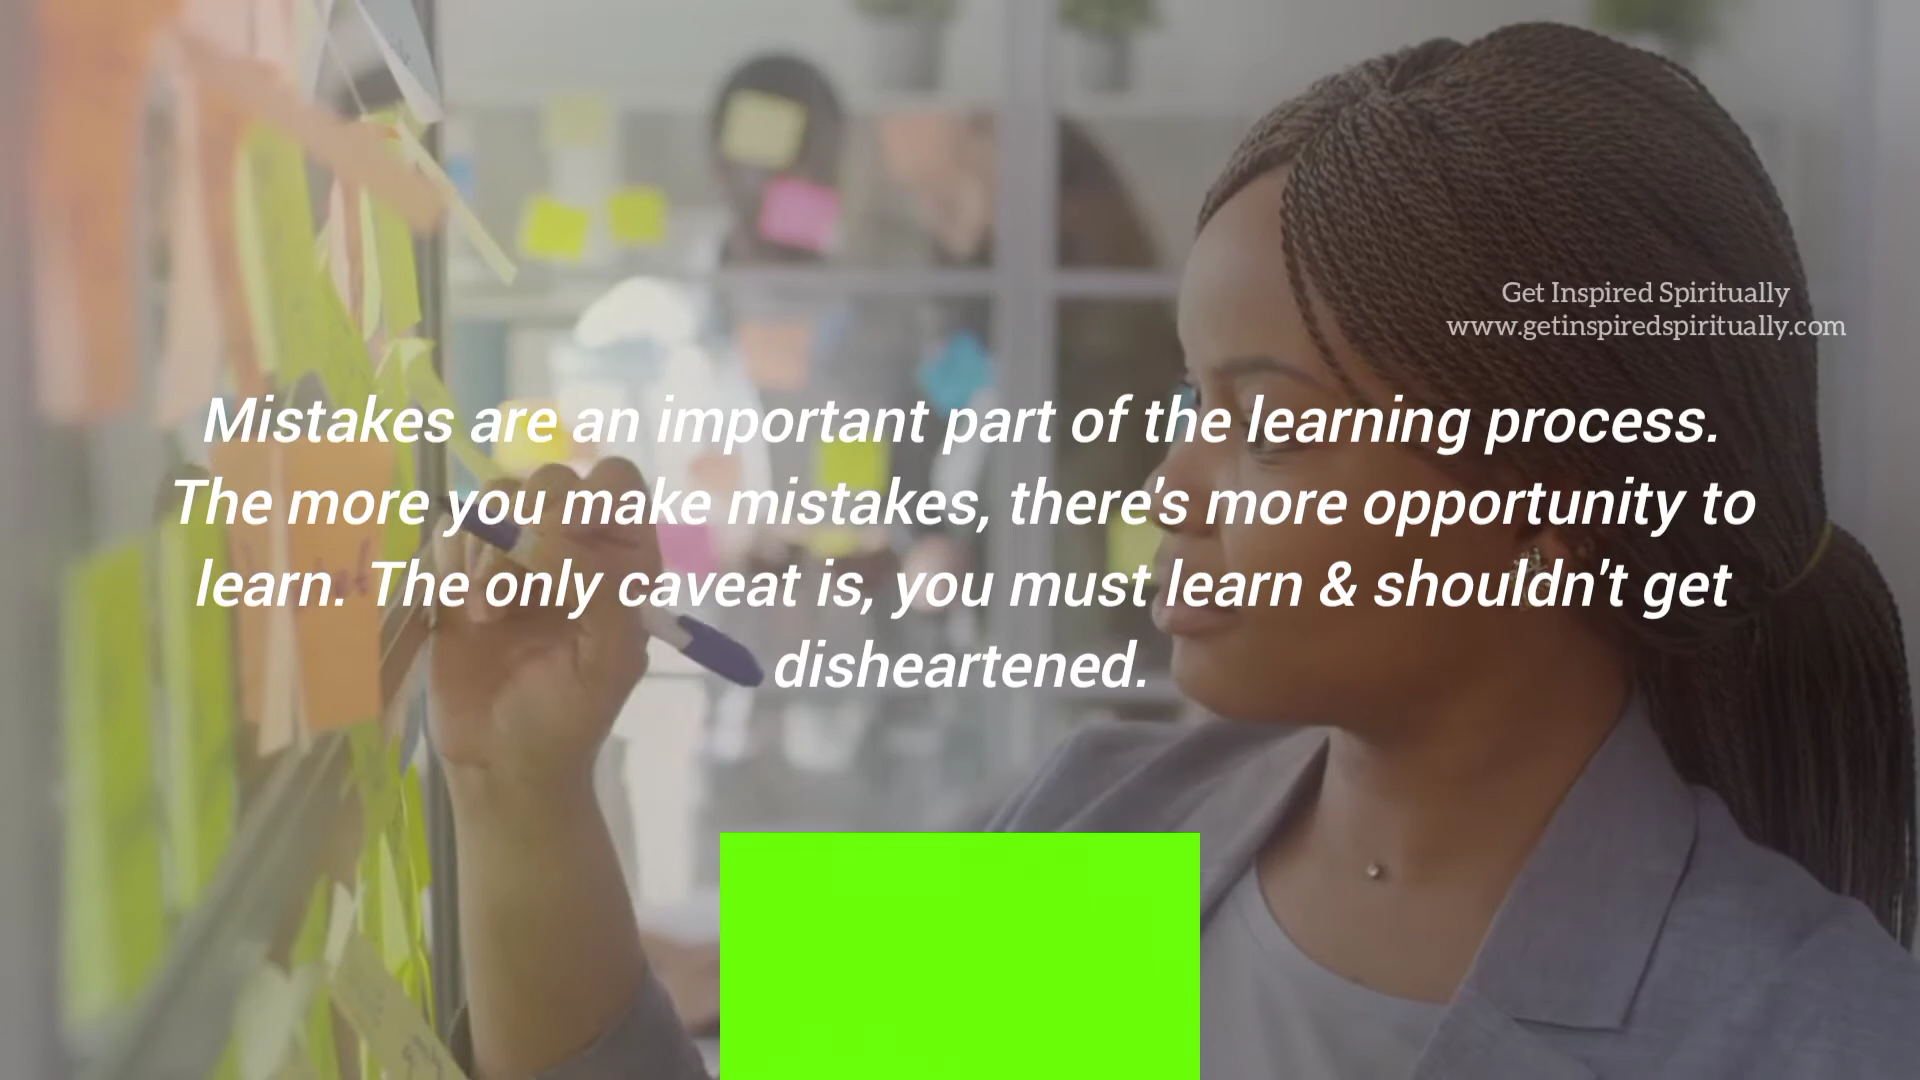 Get Inspired Spiritually
www.getinspiredspiritually.com
Mistakes are an important part of the learning process.
The more you make mistakes, there's more opportunity to
learn. The only caveat is, you must learn & shouldn't get
disheartened.